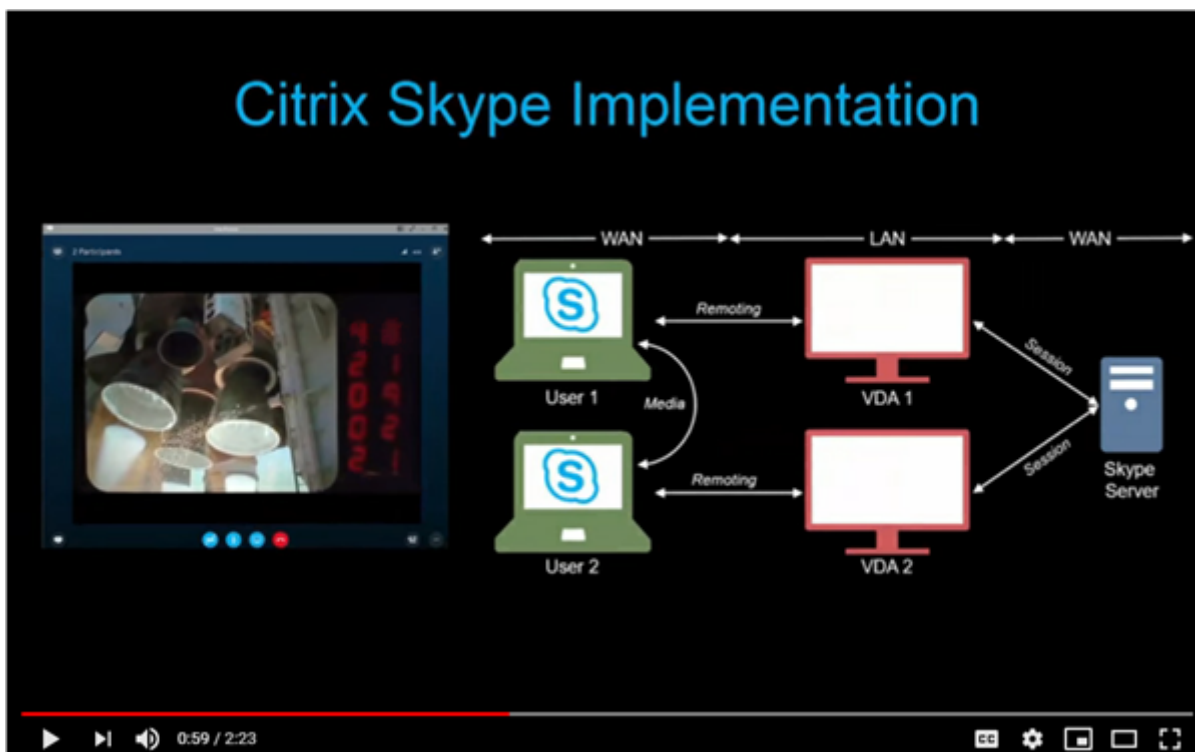 Citrix Skype Implementation
2 Participants
WAN
LAN
WAN
S
Remoting
User 1
VDA 1
Session
Media
S
Remoting
User 2
VDA 2
Session
Skype
Server
0:59 / 2:23
CC